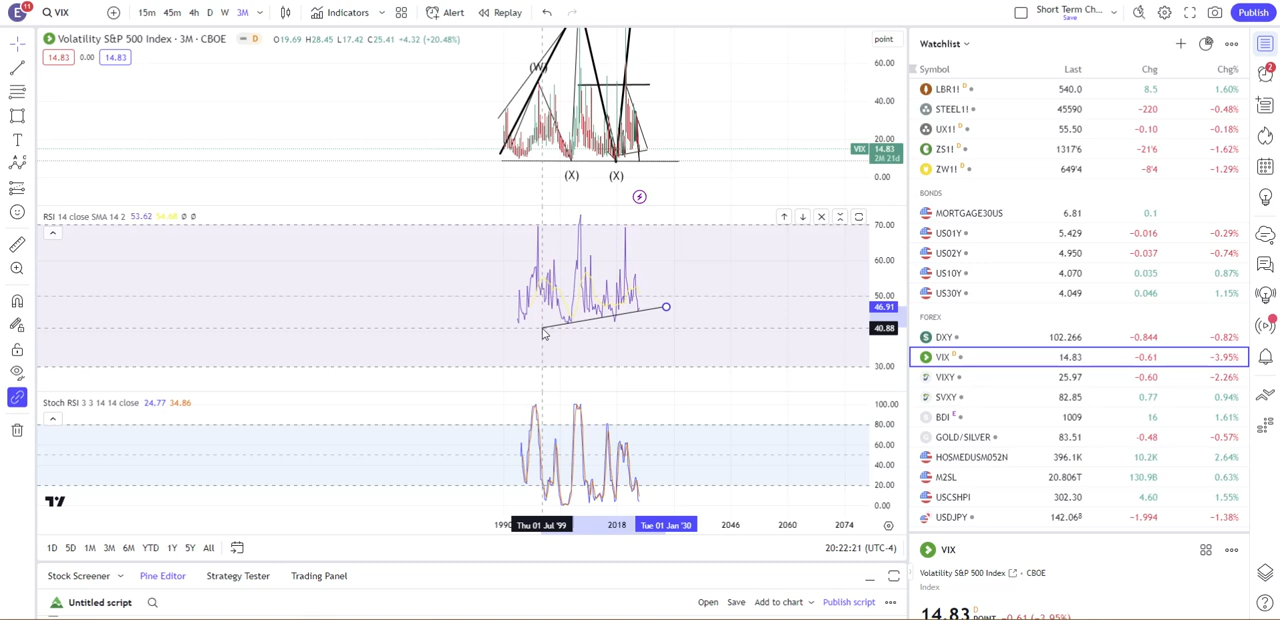 E 11 VIX 15m 45m 4h D W 3M Indicators Alert Replay Short Term Ch... Save Publish
Volatility S&P 500 Index · 3M · CBOE D O19.69 H28.45 L17.42 C25.41 +4.32 (+20.48%) point
14.83 0.00 14.83
60.00
(W)
40.00
20.00
VIX 14.83
2M 21d
0.00
(X) (X)
RSI 14 close SMA 14 2 53.62 54.68 Ø Ø
70.00
60.00
50.00
46.91
40.88
30.00
Stoch RSI 3 3 14 14 close 24.77 34.86
100.00
80.00
60.00
40.00
20.00
0.00
1990 Thu 01 Jul '99 2018 Tue 01 Jan '30 2046 2060 2074
1D 5D 1M 3M 6M YTD 1Y 5Y All 20:22:21 (UTC-4)
Stock Screener Pine Editor Strategy Tester Trading Panel
Untitled script Open Save Add to chart Publish script
Watchlist
Symbol Last Chg Chg%
LBR1! D 540.0 8.5 1.60%
STEEL1! 45590 -220 -0.48%
UX1! D 55.50 -0.10 -0.18%
ZS1! D 1317'6 -21'6 -1.62%
ZW1! D 649'4 -8'4 -1.29%
BONDS
MORTGAGE30US 6.81 0.1
US01Y 5.429 -0.016 -0.29%
US02Y 4.950 -0.037 -0.74%
US10Y 4.070 0.035 0.87%
US30Y 4.049 0.046 1.15%
FOREX
DXY 102.266 -0.844 -0.82%
VIX D 14.83 -0.61 -3.95%
VIXY 25.97 -0.60 -2.26%
SVXY 82.85 0.77 0.94%
BDI E 1009 16 1.61%
GOLD/SILVER 83.51 -0.48 -0.57%
HOSMEDUSM052N 396.1K 10.2K 2.64%
M2SL 20.806T 130.9B 0.63%
USCSHPI 302.30 4.60 1.55%
USDJPY 142.06⁸ -1.994 -1.38%
VIX
Volatility S&P 500 Index · CBOE
Index
14.83 D POINT -0.61 (-3.95%)
2